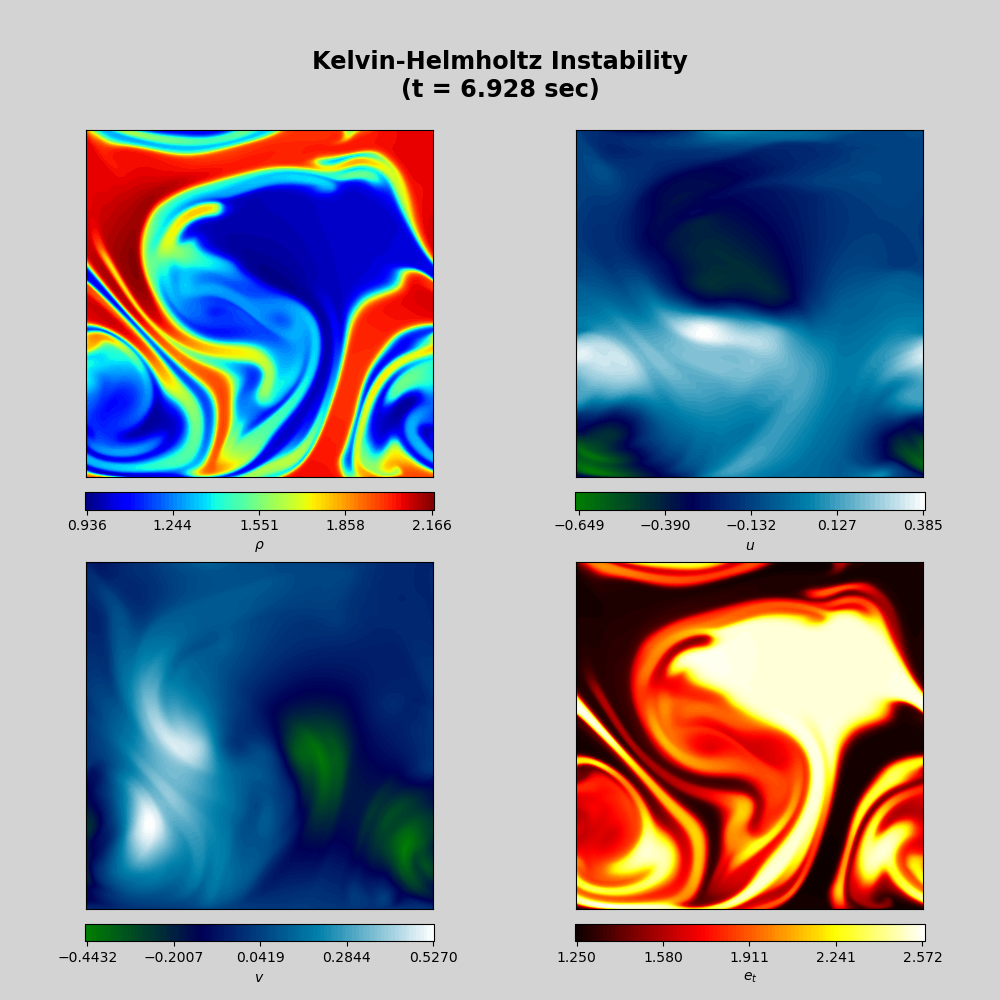 Kelvin-Helmholtz Instability
(t = 6.928 sec)
0.936 1.244 1.551 1.858 2.166
ρ
−0.649 −0.390 −0.132 0.127 0.385
u
−0.4432 −0.2007 0.0419 0.2844 0.5270
v
1.250 1.580 1.911 2.241 2.572
e_t